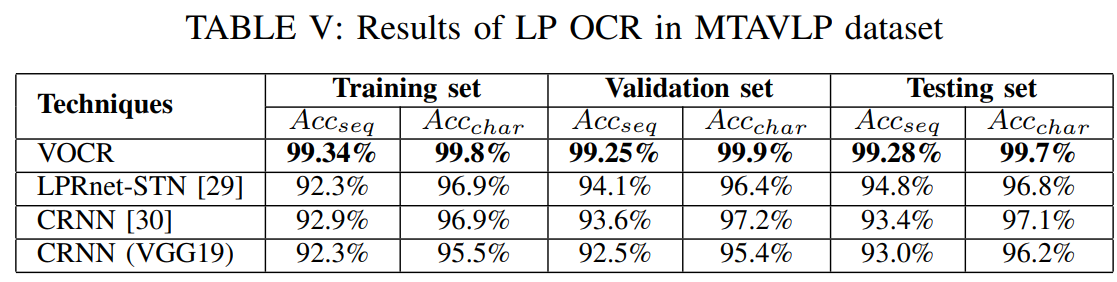 TABLE V: Results of LP OCR in MTAVLP dataset
Techniques Training set Validation set Testing set
Acc_seq Acc_char Acc_seq Acc_char Acc_seq Acc_char
VOCR 99.34% 99.8% 99.25% 99.9% 99.28% 99.7%
LPRnet-STN [29] 92.3% 96.9% 94.1% 96.4% 94.8% 96.8%
CRNN [30] 92.9% 96.9% 93.6% 97.2% 93.4% 97.1%
CRNN (VGG19) 92.3% 95.5% 92.5% 95.4% 93.0% 96.2%